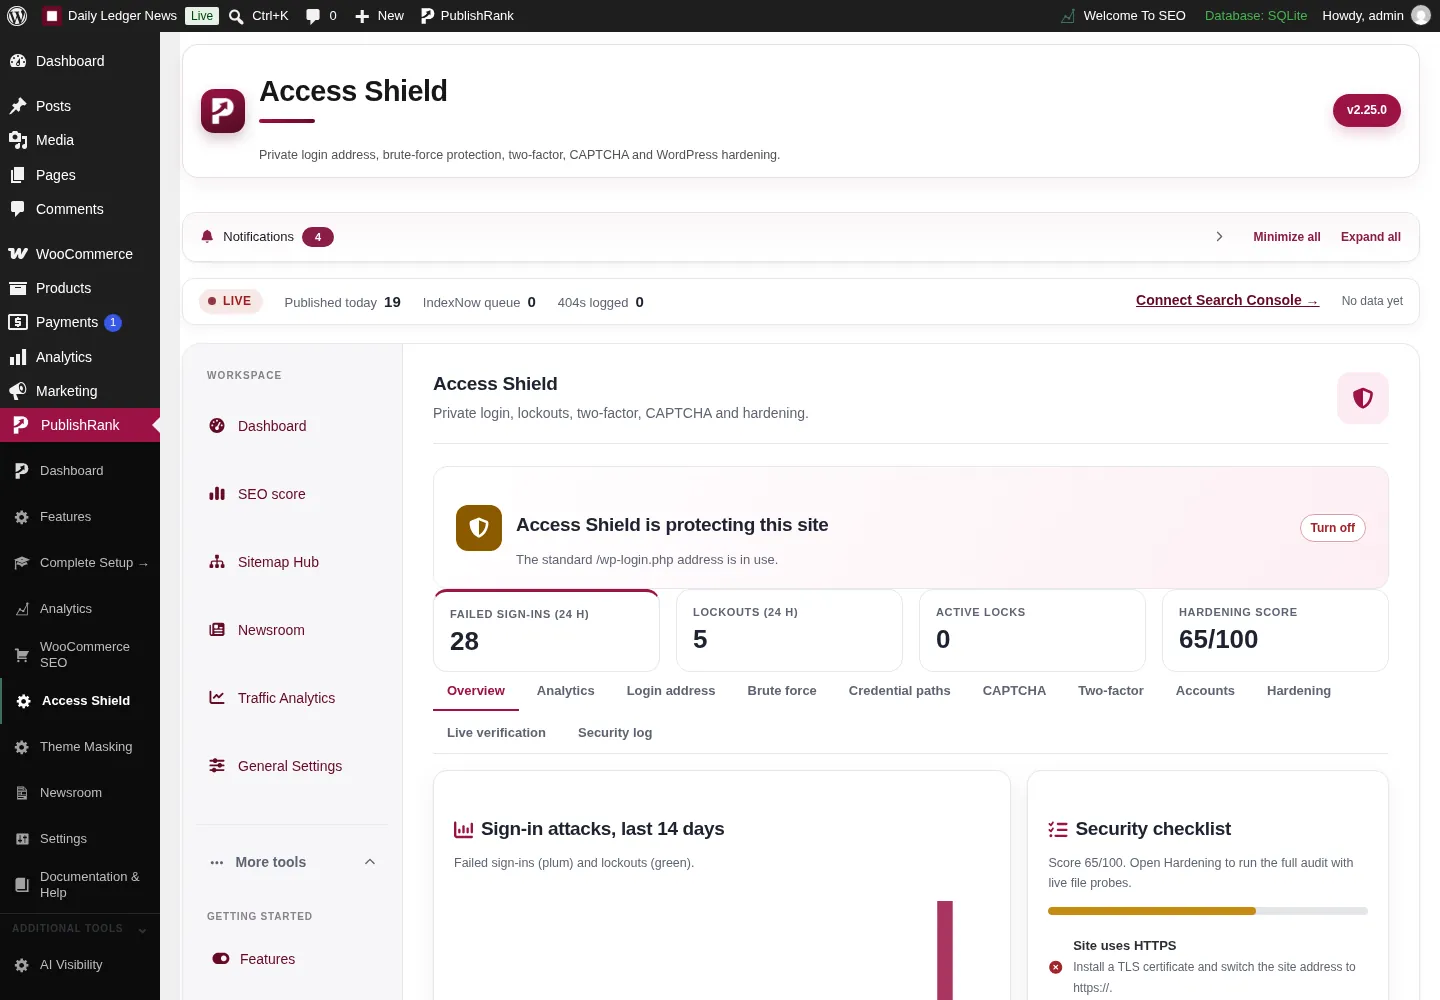 Daily Ledger News Live Ctrl+K 0 New PublishRank Welcome To SEO Database: SQLite Howdy, admin
Dashboard
Posts
Media
Pages
Comments
WooCommerce
Products
Payments 1
Analytics
Marketing
PublishRank
Dashboard
Features
Complete Setup →
Analytics
WooCommerce
SEO
Access Shield
Theme Masking
Newsroom
Settings
Documentation &
Help
ADDITIONAL TOOLS
AI Visibility
Access Shield
Private login address, brute-force protection, two-factor, CAPTCHA and WordPress hardening.
v2.25.0
Notifications 4 Minimize all Expand all
LIVE Published today 19 IndexNow queue 0 404s logged 0 Connect Search Console → No data yet
WORKSPACE
Dashboard
SEO score
Sitemap Hub
Newsroom
Traffic Analytics
General Settings
More tools
GETTING STARTED
Features
Access Shield
Private login, lockouts, two-factor, CAPTCHA and hardening.
Access Shield is protecting this site
The standard /wp-login.php address is in use.
Turn off
FAILED SIGN-INS (24 H)
28
LOCKOUTS (24 H)
5
ACTIVE LOCKS
0
HARDENING SCORE
65/100
Overview Analytics Login address Brute force Credential paths CAPTCHA Two-factor Accounts Hardening
Live verification Security log
Sign-in attacks, last 14 days
Failed sign-ins (plum) and lockouts (green).
Security checklist
Score 65/100. Open Hardening to run the full audit with
live file probes.
Site uses HTTPS
Install a TLS certificate and switch the site address to
https://.